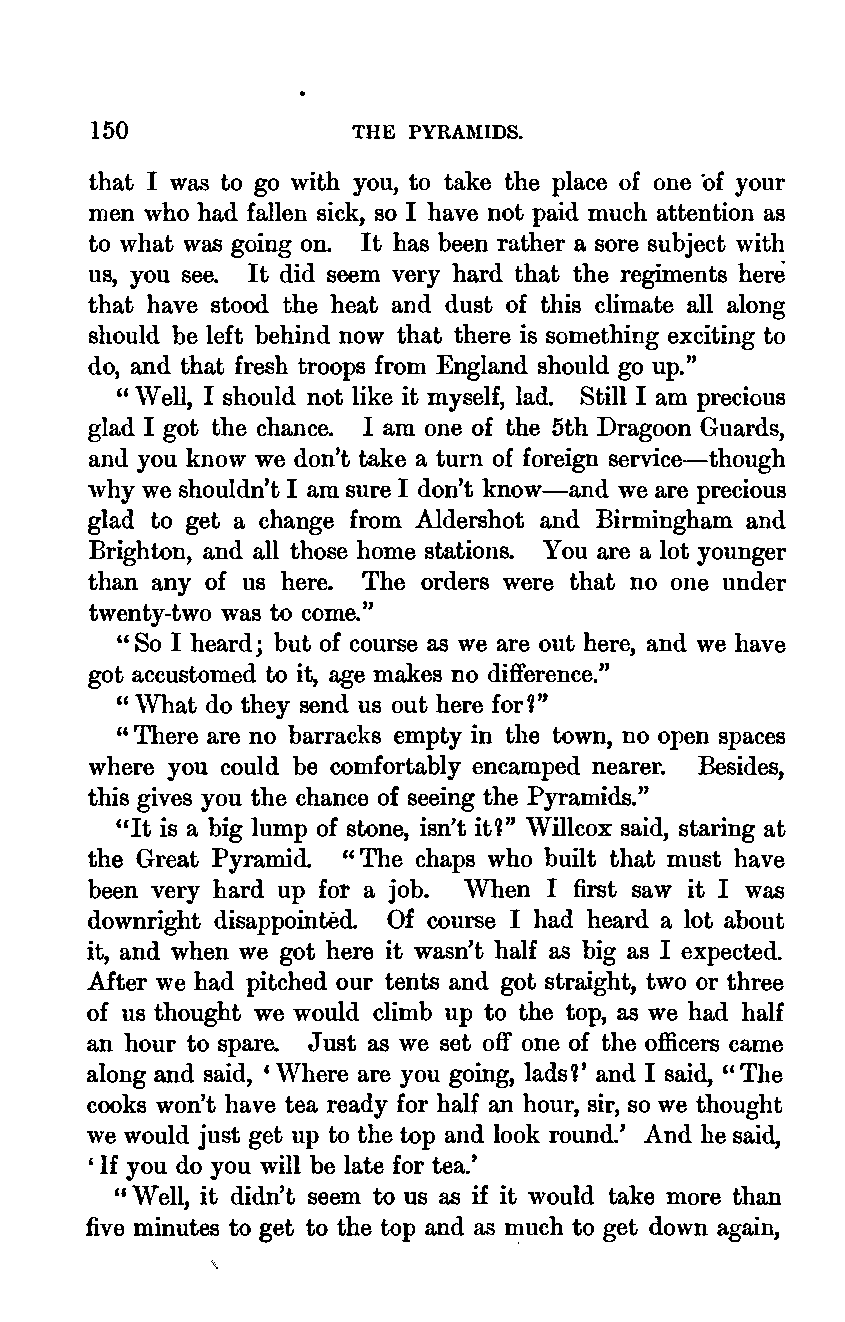 150 THE PYRAMIDS.
that I was to go with you, to take the place of one of your
men who had fallen sick, so I have not paid much attention as
to what was going on. It has been rather a sore subject with
us, you see. It did seem very hard that the regiments here
that have stood the heat and dust of this climate all along
should be left behind now that there is something exciting to
do, and that fresh troops from England should go up.”
“Well, I should not like it myself, lad. Still I am precious
glad I got the chance. I am one of the 5th Dragoon Guards,
and you know we don’t take a turn of foreign service—though
why we shouldn’t I am sure I don’t know—and we are precious
glad to get a change from Aldershot and Birmingham and
Brighton, and all those home stations. You are a lot younger
than any of us here. The orders were that no one under
twenty-two was to come.”
“So I heard; but of course as we are out here, and we have
got accustomed to it, age makes no difference.”
“What do they send us out here for?”
“There are no barracks empty in the town, no open spaces
where you could be comfortably encamped nearer. Besides,
this gives you the chance of seeing the Pyramids.”
“It is a big lump of stone, isn’t it?” Willcox said, staring at
the Great Pyramid. “The chaps who built that must have
been very hard up for a job. When I first saw it I was
downright disappointed. Of course I had heard a lot about
it, and when we got here it wasn’t half as big as I expected.
After we had pitched our tents and got straight, two or three
of us thought we would climb up to the top, as we had half
an hour to spare. Just as we set off one of the officers came
along and said, ‘Where are you going, lads?’ and I said, “The
cooks won’t have tea ready for half an hour, sir, so we thought
we would just get up to the top and look round.’ And he said,
‘If you do you will be late for tea.’
“Well, it didn’t seem to us as if it would take more than
five minutes to get to the top and as much to get down again,